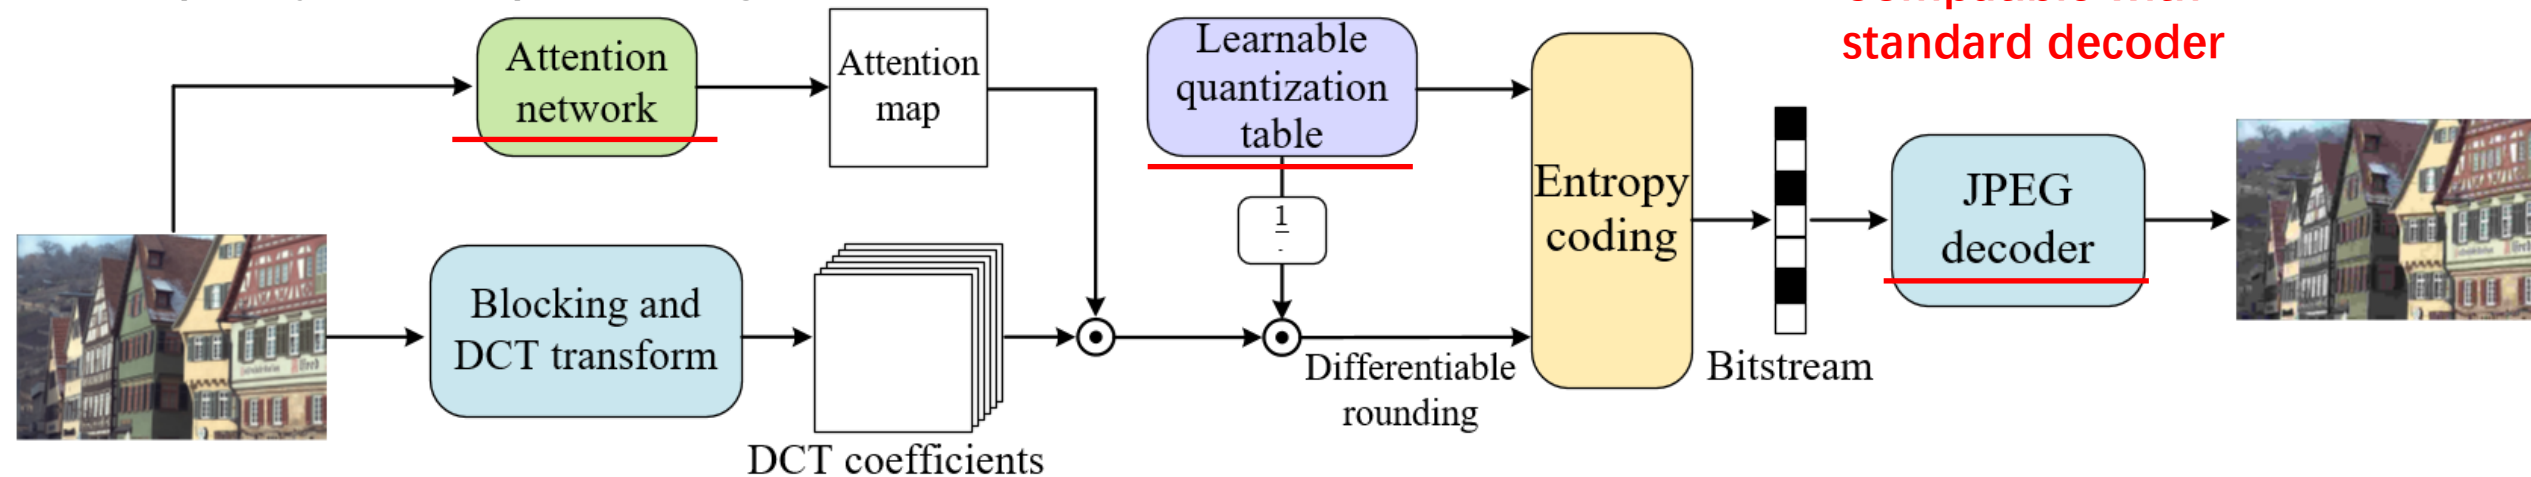 standard decoder
Attention
network
Attention
map
Learnable
quantization
table
1
Entropy
coding
JPEG
decoder
Blocking and
DCT transform
DCT coefficients
Differentiable
rounding
Bitstream